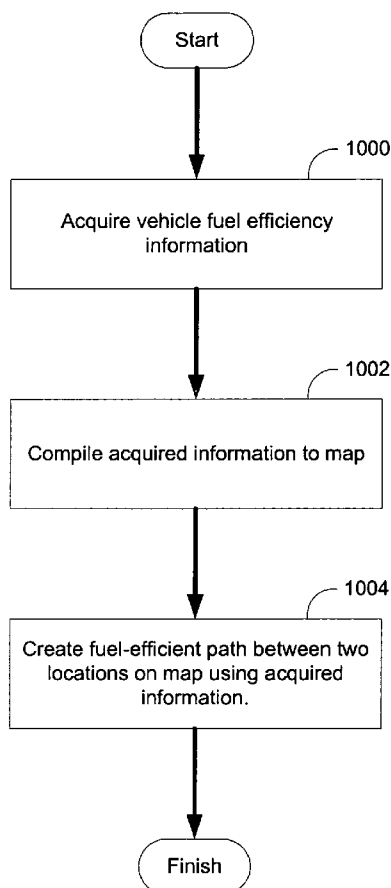 Start
1000
Acquire vehicle fuel efficiency
information
1002
Compile acquired information to map
1004
Create fuel-efficient path between two
locations on map using acquired
information.
Finish